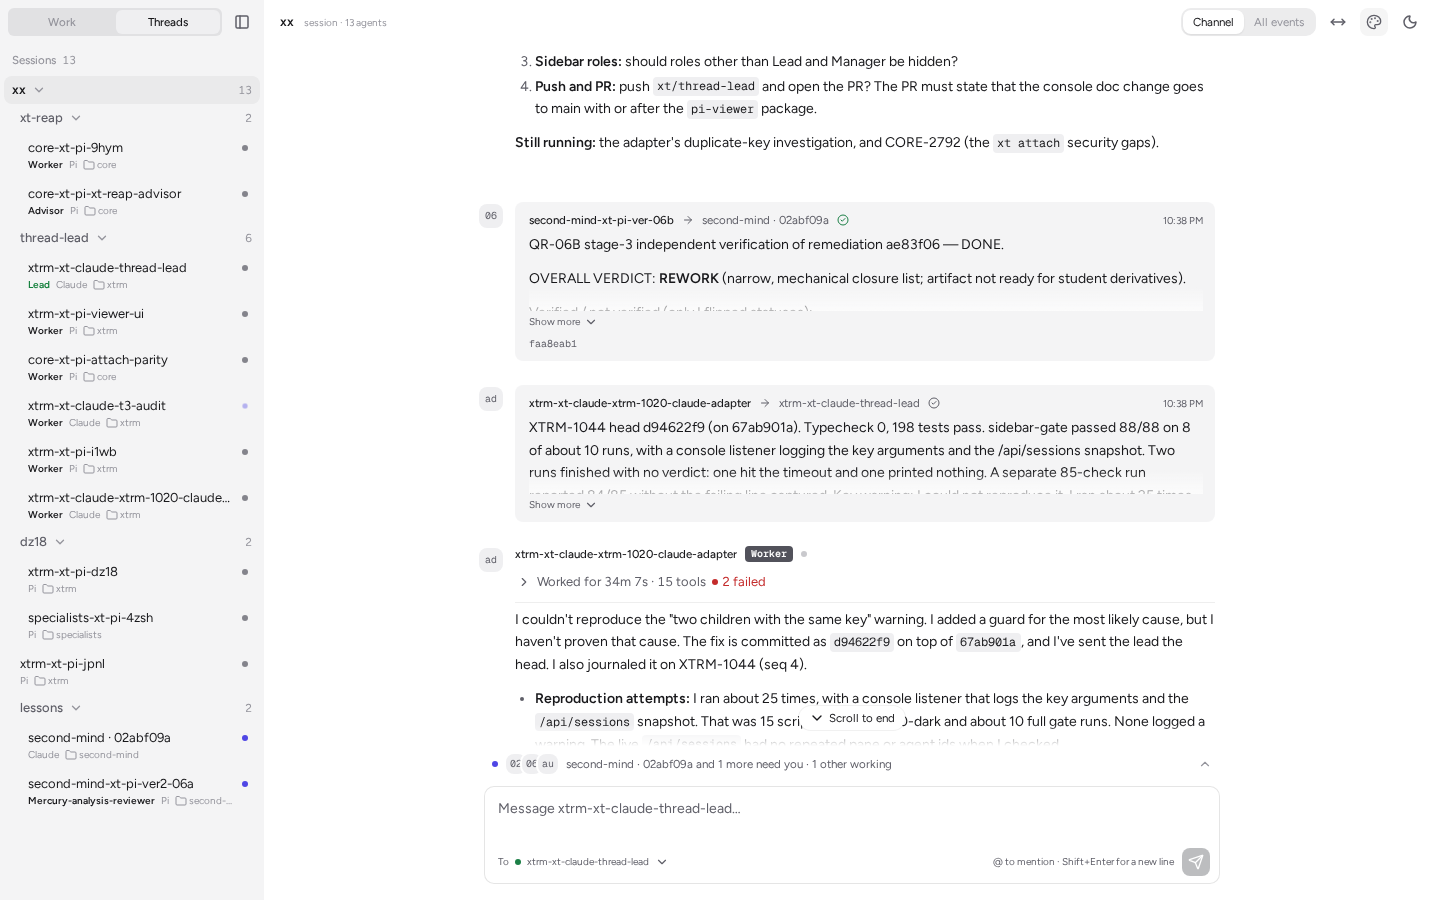 Work
Threads
Sessions 13
xx 13
xt-reap 2
core-xt-pi-9hym
Worker Pi core
core-xt-pi-xt-reap-advisor
Advisor Pi core
thread-lead 6
xtrm-xt-claude-thread-lead
Lead Claude xtrm
xtrm-xt-pi-viewer-ui
Worker Pi xtrm
core-xt-pi-attach-parity
Worker Pi core
xtrm-xt-claude-t3-audit
Worker Claude xtrm
xtrm-xt-pi-i1wb
Worker Pi xtrm
xtrm-xt-claude-xtrm-1020-claude...
Worker Claude xtrm
dz18 2
xtrm-xt-pi-dz18
Pi xtrm
specialists-xt-pi-4zsh
Pi specialists
xtrm-xt-pi-jpnl
Pi xtrm
lessons 2
second-mind · 02abf09a
Claude second-mind
second-mind-xt-pi-ver2-06a
Mercury-analysis-reviewer Pi second-...
xx session · 13 agents
Channel
All events
3. Sidebar roles: should roles other than Lead and Manager be hidden?
4. Push and PR: push xt/thread-lead and open the PR? The PR must state that the console doc change goes
to main with or after the pi-viewer package.
Still running: the adapter's duplicate-key investigation, and CORE-2792 (the xt attach security gaps).
06
second-mind-xt-pi-ver-06b → second-mind · 02abf09a 10:38 PM
QR-06B stage-3 independent verification of remediation ae83f06 — DONE.
OVERALL VERDICT: REWORK (narrow, mechanical closure list; artifact not ready for student derivatives).
Show more
faa8eab1
ad
xtrm-xt-claude-xtrm-1020-claude-adapter → xtrm-xt-claude-thread-lead 10:38 PM
XTRM-1044 head d94622f9 (on 67ab901a). Typecheck 0, 198 tests pass. sidebar-gate passed 88/88 on 8
of about 10 runs, with a console listener logging the key arguments and the /api/sessions snapshot. Two
runs finished with no verdict: one hit the timeout and one printed nothing. A separate 85-check run
Show more
ad
xtrm-xt-claude-xtrm-1020-claude-adapter Worker
Worked for 34m 7s · 15 tools 2 failed
I couldn't reproduce the "two children with the same key" warning. I added a guard for the most likely cause, but I
haven't proven that cause. The fix is committed as d94622f9 on top of 67ab901a, and I've sent the lead the
head. I also journaled it on XTRM-1044 (seq 4).
• Reproduction attempts: I ran about 25 times, with a console listener that logs the key arguments and the
/api/sessions snapshot. That was 15 scri Scroll to end -dark and about 10 full gate runs. None logged a
warning. The live /api/sessions had no repeated pane or agent ids when I checked.
au second-mind · 02abf09a and 1 more need you · 1 other working
Message xtrm-xt-claude-thread-lead...
To xtrm-xt-claude-thread-lead
@ to mention · Shift+Enter for a new line